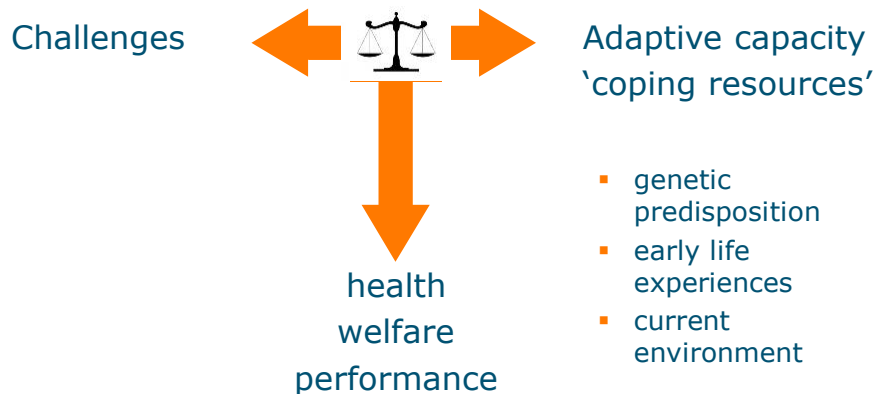 Challenges
Adaptive capacity
‘coping resources’
genetic
predisposition
early life
experiences
current
environment
health
welfare
performance